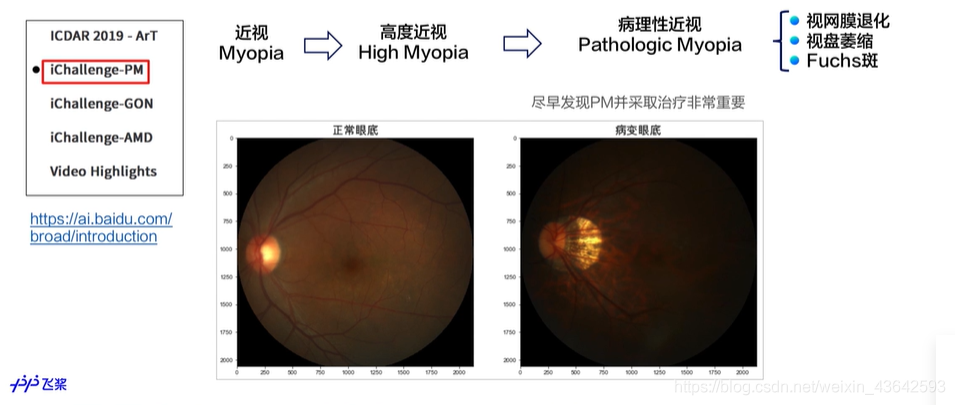 ICDAR 2019 - ArT
iChallenge-PM
iChallenge-GON
iChallenge-AMD
Video Highlights
https://ai.baidu.com/
broad/introduction
近视
Myopia
高度近视
High Myopia
病理性近视
Pathologic Myopia
视网膜退化
视盘萎缩
Fuchs斑
尽早发现PM并采取治疗非常重要
正常眼底
0
250
500
750
1000
1250
1500
1750
2000
0 250 500 750 1000 1250 1500 1750 2000
病变眼底
0
250
500
750
1000
1250
1500
1750
2000
0 250 500 750 1000 1250 1500 1750 2000
飞桨
https://blog.csdn.net/weixin_43642593